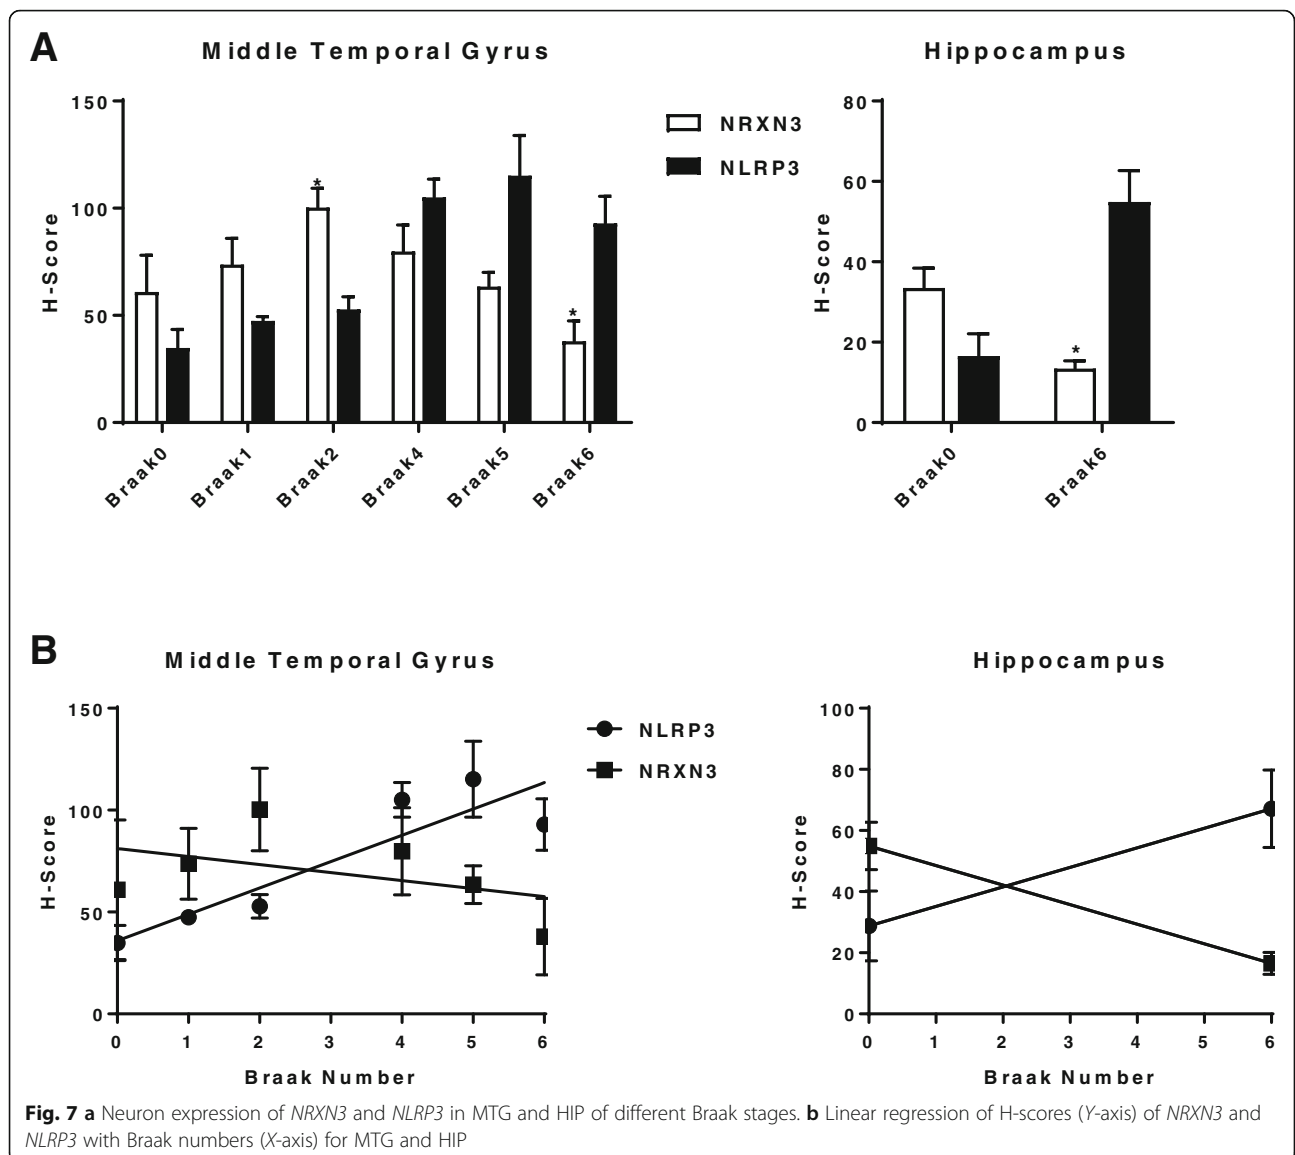 A
Middle Temporal Gyrus
H-Score
150
100
50
0
Braak0
Braak1
Braak2
Braak4
Braak5
Braak6
*
*
NRXN3
NLRP3
Hippocampus
H-Score
80
60
40
20
0
Braak0
Braak6
*
B
Middle Temporal Gyrus
H-Score
150
100
50
0
0 1 2 3 4 5 6
Braak Number
NLRP3
NRXN3
Hippocampus
H-Score
100
80
60
40
20
0
0 1 2 3 4 5 6
Braak Number
Fig. 7 a Neuron expression of NRXN3 and NLRP3 in MTG and HIP of different Braak stages. b Linear regression of H-scores (Y-axis) of NRXN3 and
NLRP3 with Braak numbers (X-axis) for MTG and HIP